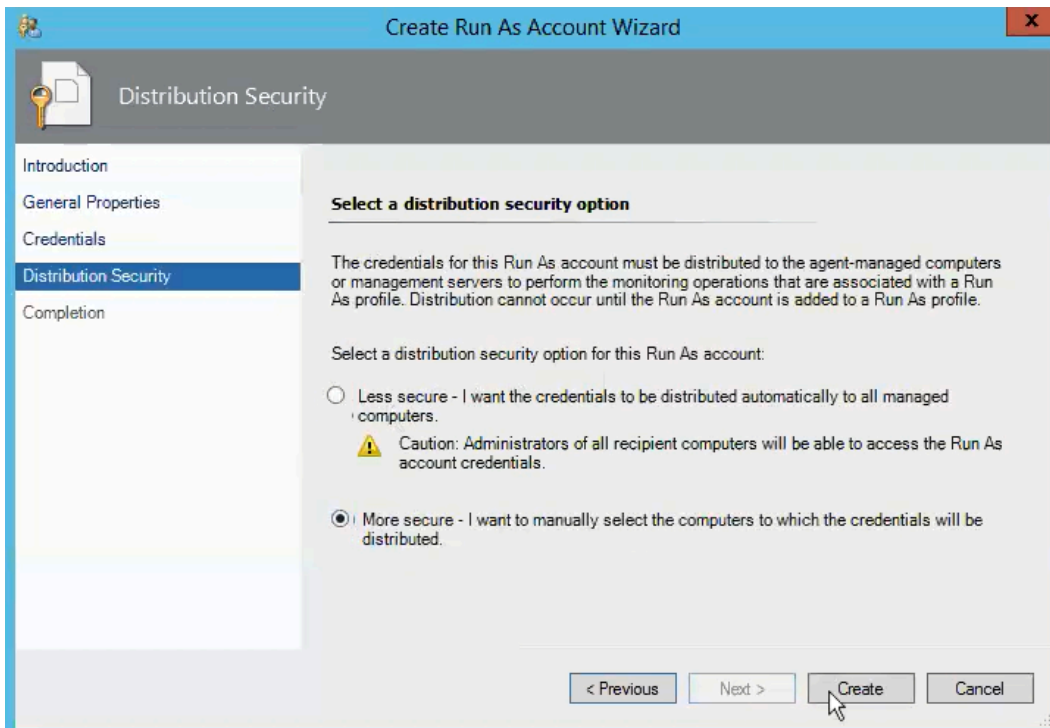 Create Run As Account Wizard
x
Distribution Security
Introduction
General Properties
Credentials
Distribution Security
Completion
Select a distribution security option
The credentials for this Run As account must be distributed to the agent-managed computers
or management servers to perform the monitoring operations that are associated with a Run
As profile. Distribution cannot occur until the Run As account is added to a Run As profile.
Select a distribution security option for this Run As account:
Less secure - I want the credentials to be distributed automatically to all managed
computers.
Caution: Administrators of all recipient computers will be able to access the Run As
account credentials.
More secure - I want to manually select the computers to which the credentials will be
distributed.
< Previous
Next >
Create
Cancel